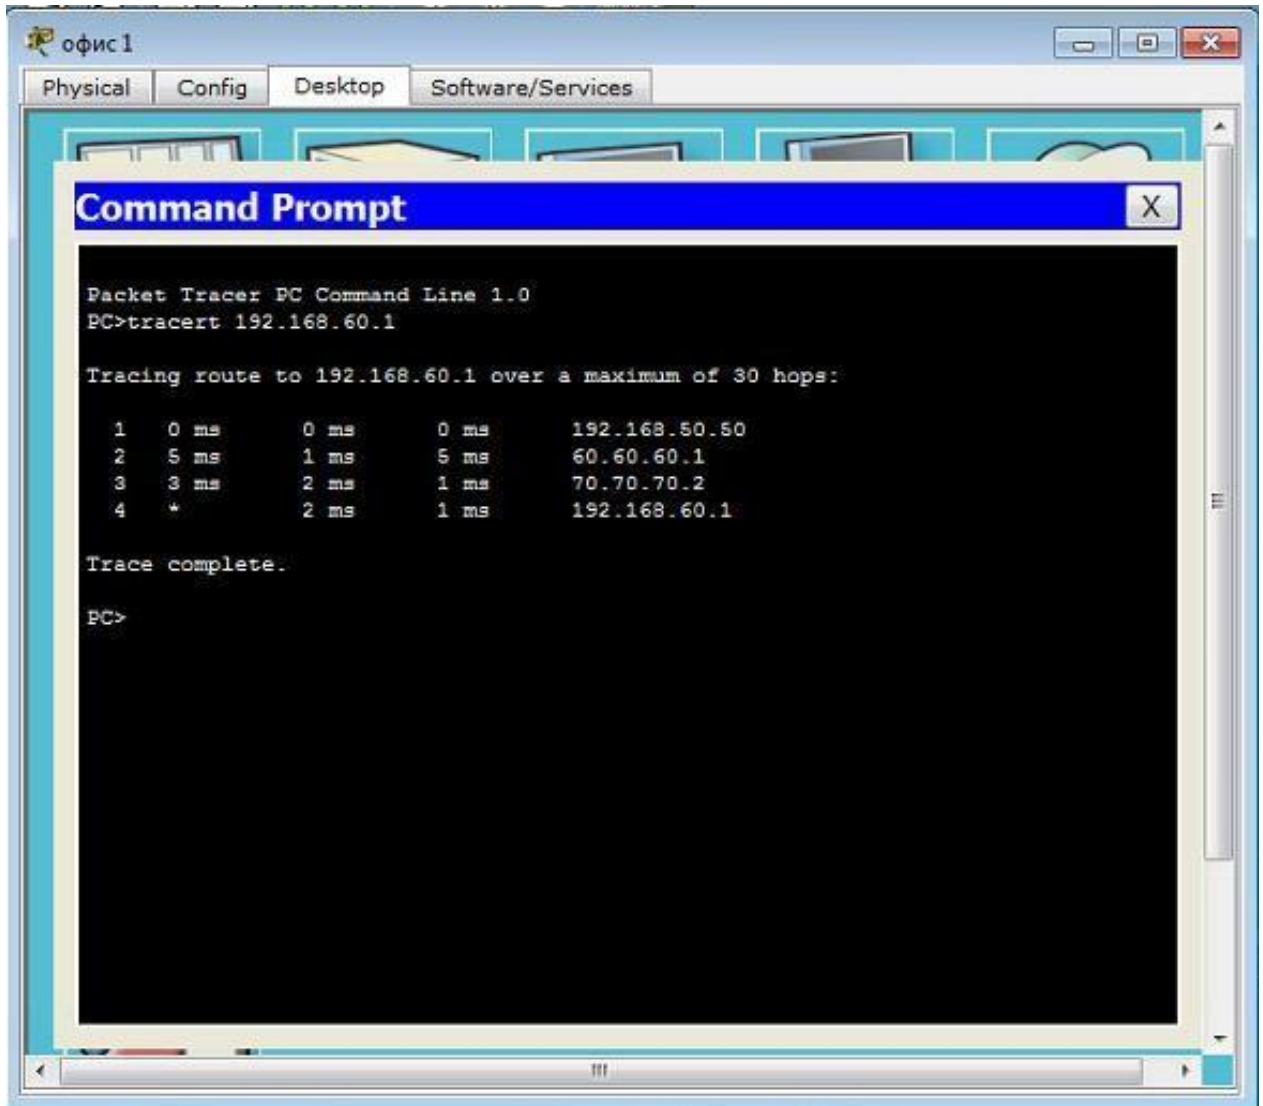 офис 1
Physical Config Desktop Software/Services
Command Prompt X
Packet Tracer PC Command Line 1.0
PC>tracert 192.168.60.1
Tracing route to 192.168.60.1 over a maximum of 30 hops:
1 0 ms 0 ms 0 ms 192.168.50.50
2 5 ms 1 ms 5 ms 60.60.60.1
3 3 ms 2 ms 1 ms 70.70.70.2
4 * 2 ms 1 ms 192.168.60.1
Trace complete.
PC>